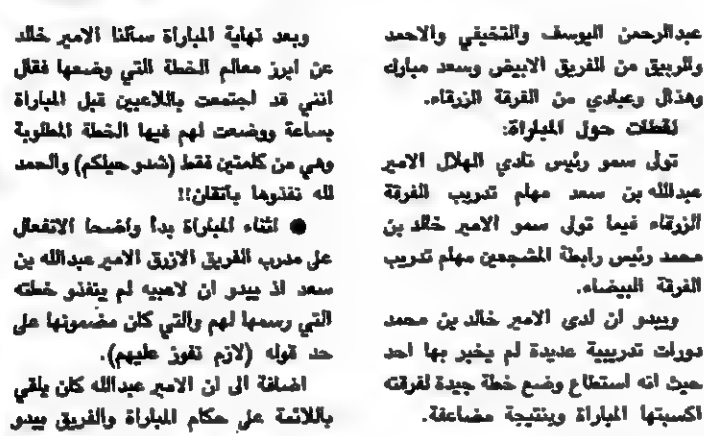 عبدالرحمن اليوسف والثخيفي والاحمد
والربيق من الفريق الابيض وسعد مبارك
وهذال وعبادي من الفرقة الزرقاء.
لقطات حول المباراة:
تولى سمو رئيس نادي الهلال الامير
عبدالله بن سعد مهام تدريب الفرقة
الزرقاء فيما تولى سمو الامير خالد بن
محمد رئيس رابطة المشجعين مهام تدريب
الفرقة البيضاء.
ويبدو ان لدى الامير خالد بن محمد
دورات تدريبية عديدة لم يخبر بها احد
حيث انه استطاع وضع خطة جيدة لفرقته
اكسبتها المباراة وبنتيجة مضاعفة.
وبعد نهاية المباراة سألنا الامير خالد
عن ابرز معالم الخطة التي وضعها فقال
انني قد اجتمعت باللاعبين قبل المباراة
بساعة ووضعت لهم فيها الخطة المطلوبة
وهي من كلمتين فقط (شدو حيلكم) والحمد
لله نفذوها بأتقان!!
● اثناء المباراة بدأ واضحا الانفعال
على مدرب الفريق الازرق الامير عبدالله بن
سعد اذ يبدو ان لاعبيه لم ينفذو خطته
التي رسمها لهم والتي كان مضمونها على
حد قوله (لازم نفوز عليهم).
اضافة الى ان الامير عبدالله كان يلقي
باللائمة على حكام المباراة والفريق يبدو